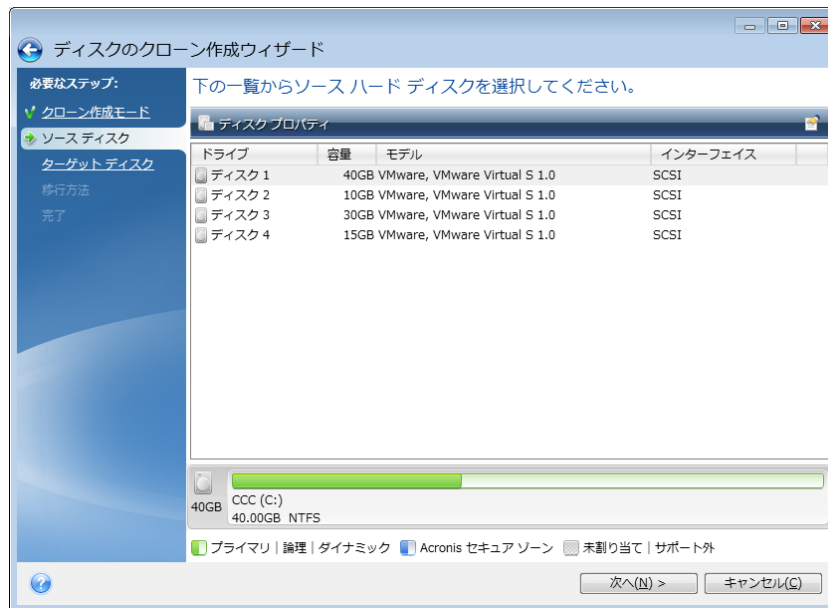 ディスクのクローン作成ウィザード
必要なステップ:
クローン作成モード
ソース ディスク
ターゲット ディスク
移行方法
完了
下の一覧からソース ハード ディスクを選択してください。
ディスク プロパティ
ドライブ 容量 モデル インターフェイス
ディスク 1 40GB VMware, VMware Virtual S 1.0 SCSI
ディスク 2 10GB VMware, VMware Virtual S 1.0 SCSI
ディスク 3 30GB VMware, VMware Virtual S 1.0 SCSI
ディスク 4 15GB VMware, VMware Virtual S 1.0 SCSI
40GB
CCC (C:)
40.00GB NTFS
プライマリ | 論理 | ダイナミック Acronis セキュア ゾーン 未割り当て | サポート外
次へ(N) > キャンセル(C)